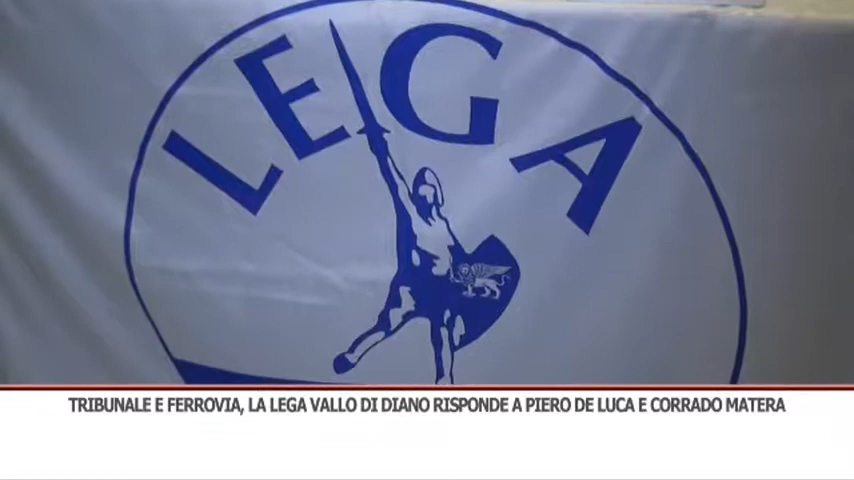 LEGA
TRIBUNALE E FERROVIA, LA LEGA VALLO DI DIANO RISPONDE A PIERO DE LUCA E CORRADO MATERA